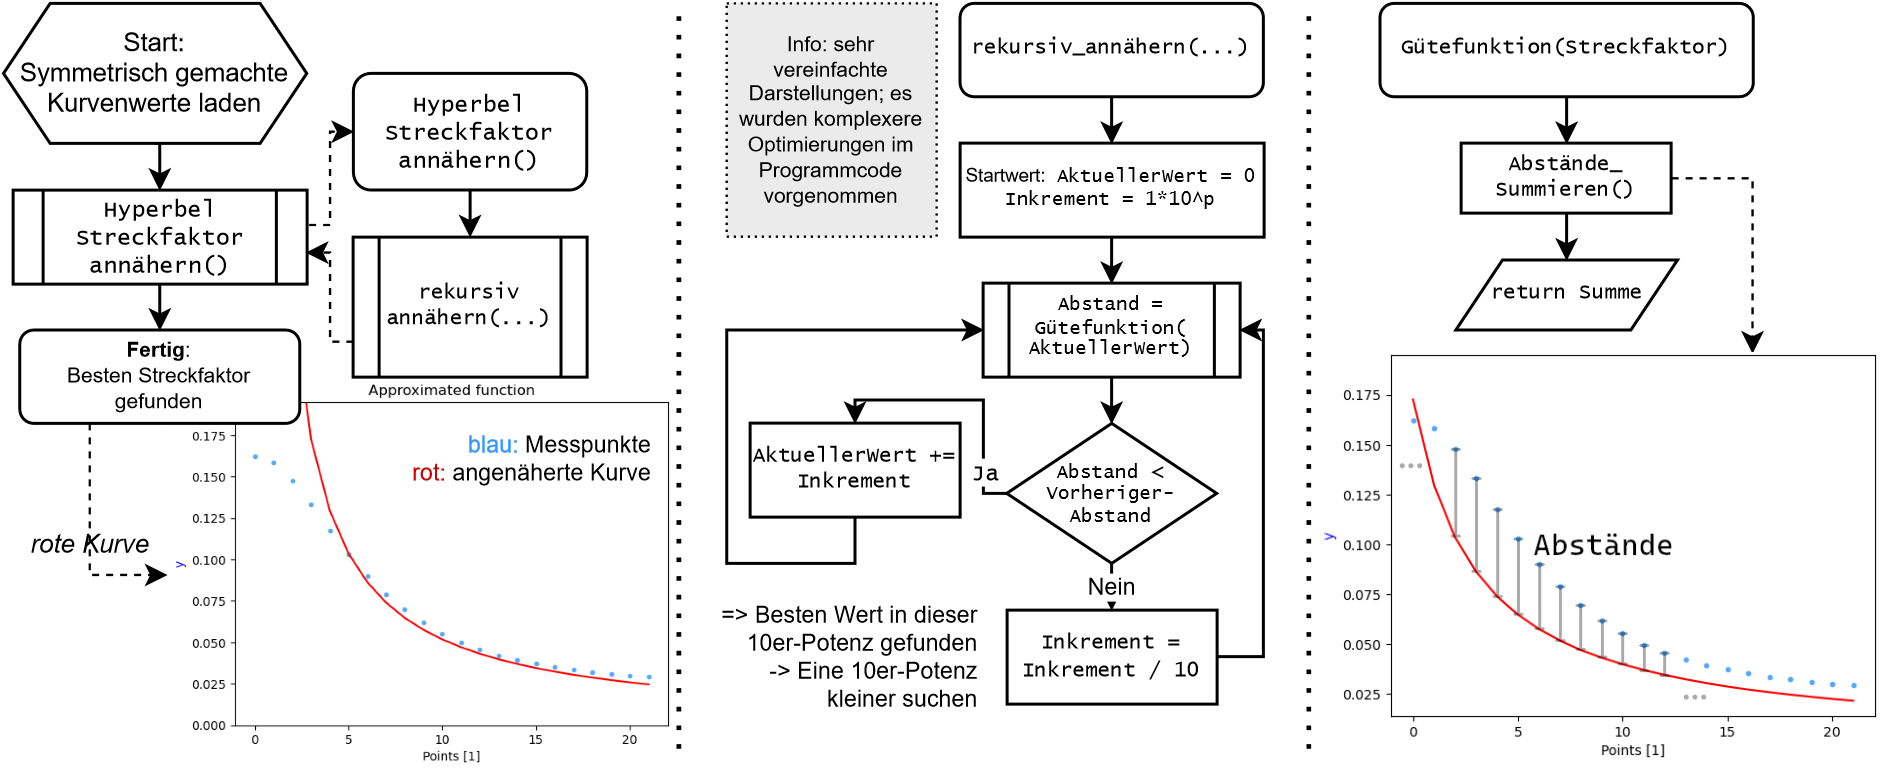 Start:
Symmetrisch gemachte
Kurvenwerte laden
Hyperbel
Streckfaktor
annähern()
Hyperbel
Streckfaktor
annähern()
rekursiv
annähern(...)
Fertig:
Besten Streckfaktor
gefunden
rote Kurve
Approximated function
blau: Messpunkte
rot: angenäherte Kurve
y
0.175
0.150
0.125
0.100
0.075
0.050
0.025
0.000
0 5 10 15 20
Points [1]
Info: sehr
vereinfachte
Darstellungen; es
wurden komplexere
Optimierungen im
Programmcode
vorgenommen
rekursiv_annähern(...)
Startwert: AktuellerWert = 0
Inkrement = 1*10^p
Abstand =
Gütefunktion(
AktuellerWert)
AktuellerWert +=
Inkrement
Ja
Abstand <
Vorheriger-
Abstand
Nein
=> Besten Wert in dieser
10er-Potenz gefunden
-> Eine 10er-Potenz
kleiner suchen
Inkrement =
Inkrement / 10
Gütefunktion(Streckfaktor)
Abstände_
Summieren()
return Summe
y
0.175
0.150
0.125
0.100
0.075
0.050
0.025
Abstände
0 5 10 15 20
Points [1]